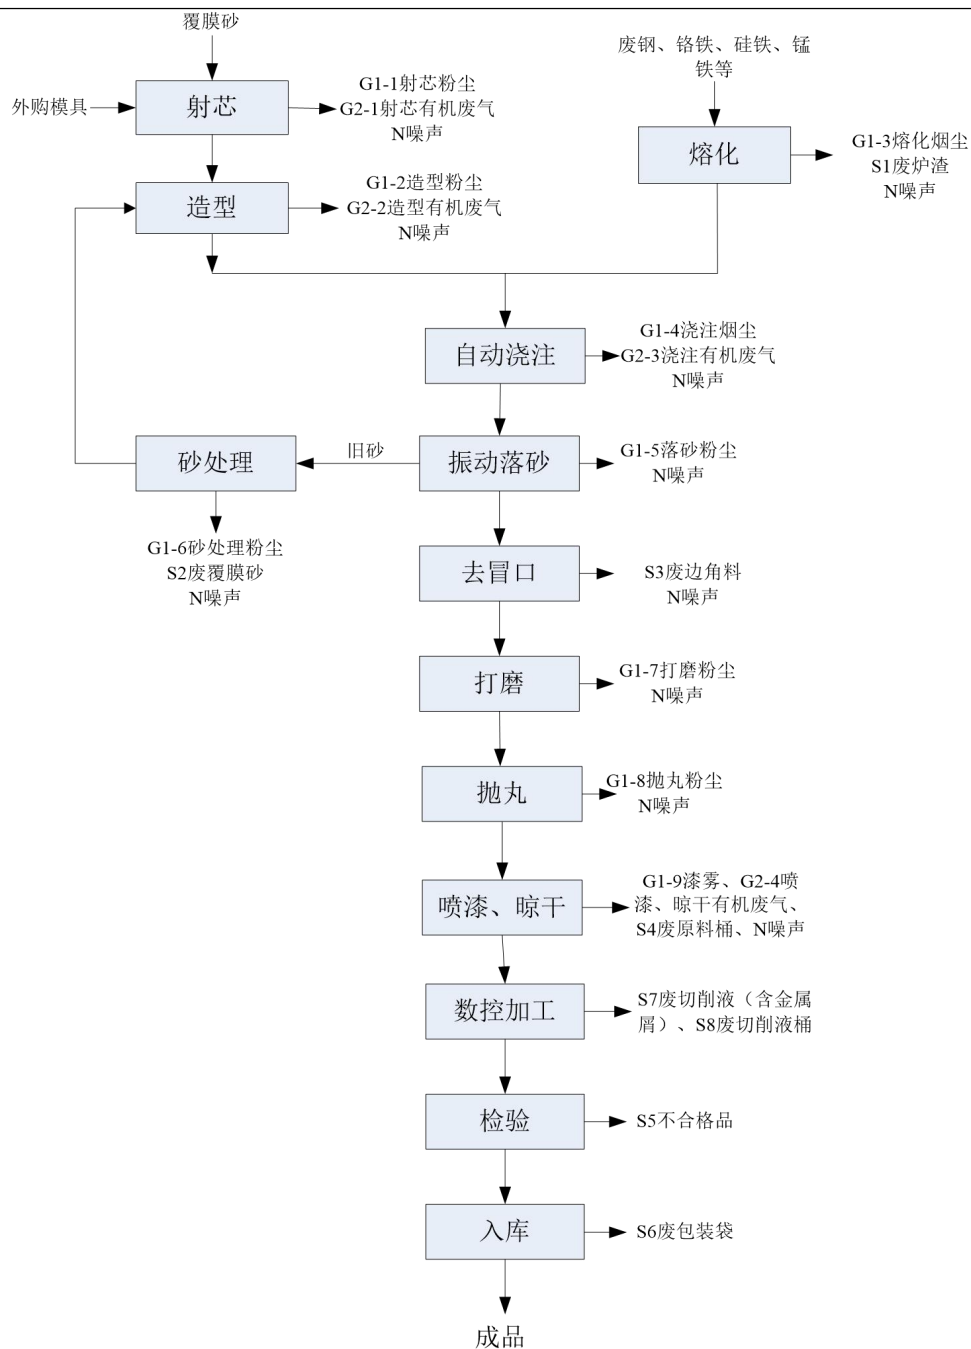 覆膜砂
废钢、铬铁、硅铁、锰
铁等
外购模具
射芯
G1-1射芯粉尘
G2-1射芯有机废气
N噪声
熔化
G1-3熔化烟尘
S1废炉渣
N噪声
造型
G1-2造型粉尘
G2-2造型有机废气
N噪声
自动浇注
G1-4浇注烟尘
G2-3浇注有机废气
N噪声
砂处理
旧砂
振动落砂
G1-5落砂粉尘
N噪声
G1-6砂处理粉尘
S2废覆膜砂
N噪声
去冒口
S3废边角料
N噪声
打磨
G1-7打磨粉尘
N噪声
抛丸
G1-8抛丸粉尘
N噪声
喷漆、晾干
G1-9漆雾、G2-4喷
漆、晾干有机废气、
S4废原料桶、N噪声
数控加工
S7废切削液（含金属
屑）、S8废切削液桶
检验
S5不合格品
入库
S6废包装袋
成品